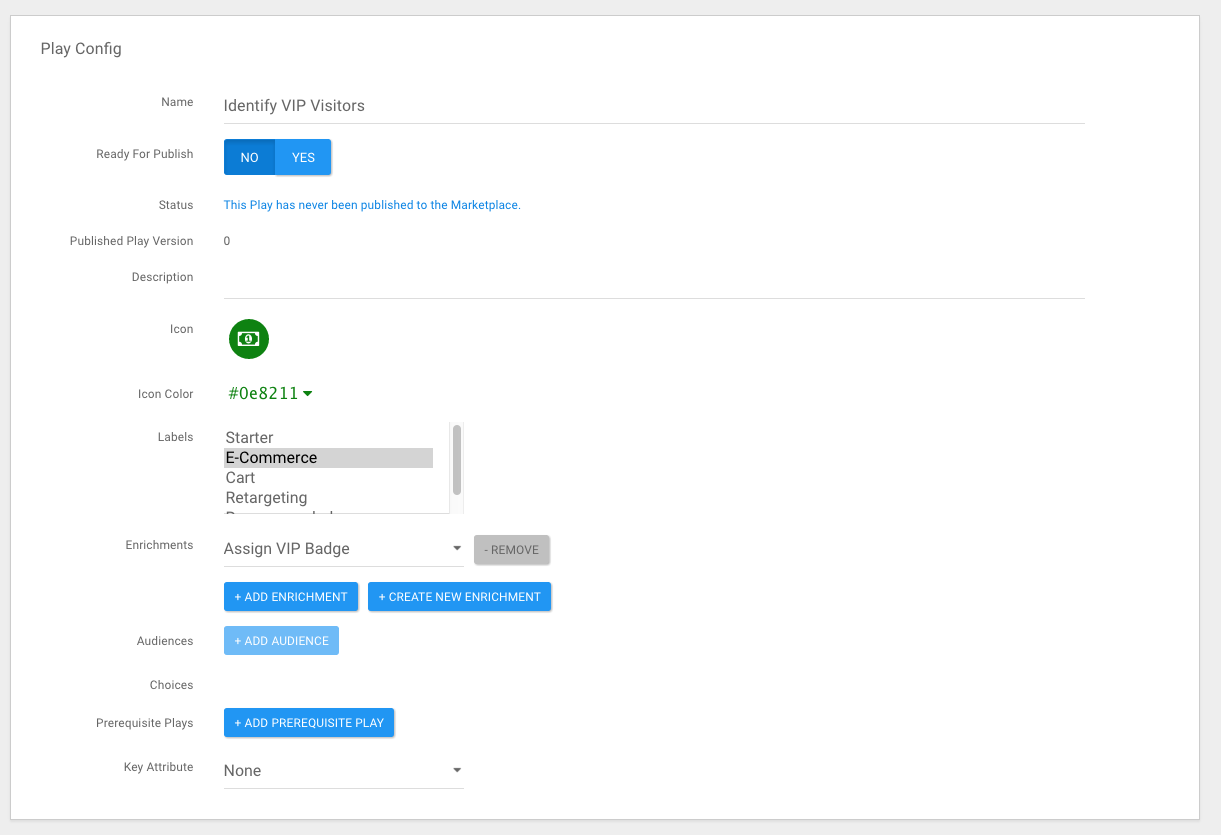 Play Config
Name Identify VIP Visitors
Ready For Publish NO YES
Status This Play has never been published to the Marketplace.
Published Play Version 0
Description
Icon 1
Icon Color #0e8211
Labels Starter
E-Commerce
Cart
Retargeting
Enrichments Assign VIP Badge - REMOVE
+ ADD ENRICHMENT + CREATE NEW ENRICHMENT
Audiences + ADD AUDIENCE
Choices
Prerequisite Plays + ADD PREREQUISITE PLAY
Key Attribute None